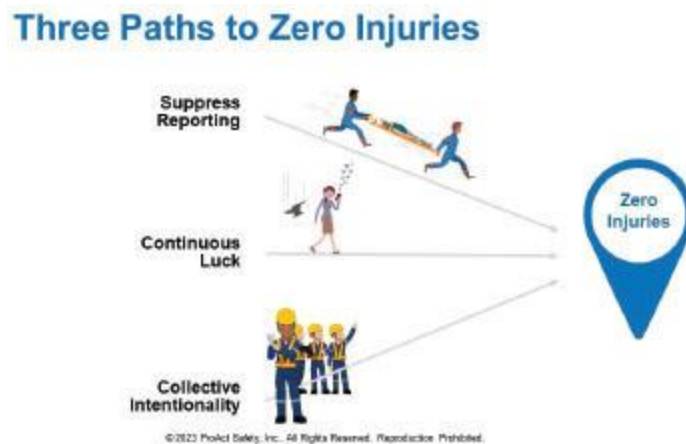 Three Paths to Zero Injuries
Suppress
Reporting
Zero
Injuries
Continuous
Luck
Collective
Intentionality
©2023 ProAct Safety, Inc. All Rights Reserved. Reproduction Prohibited.